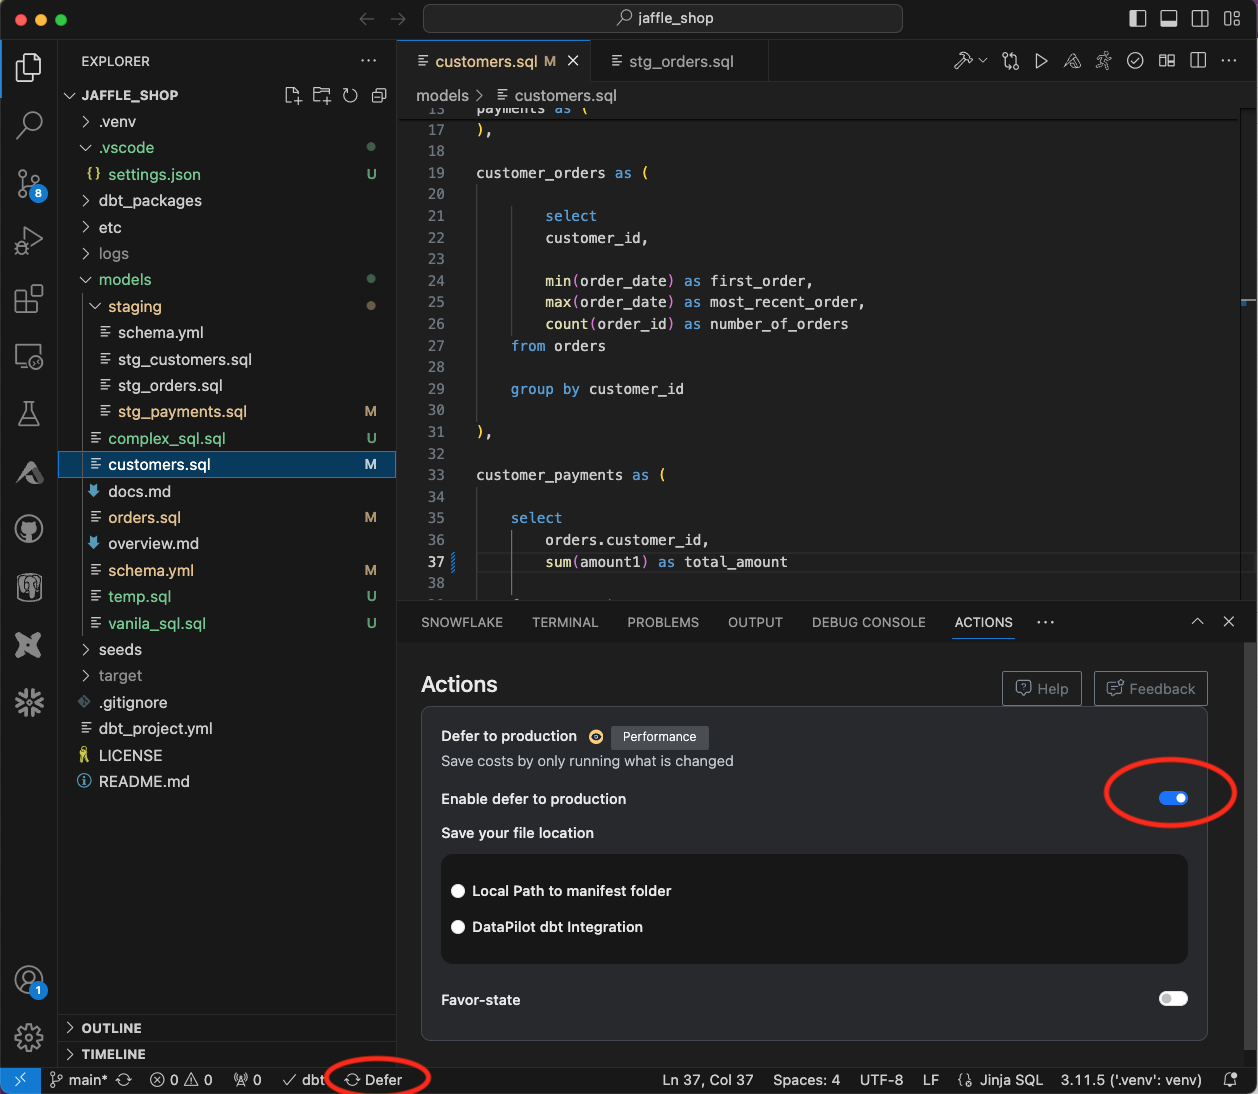 jaffle_shop
EXPLORER
JAFFLE_SHOP
.venv
.vscode
{} settings.json U
dbt_packages
etc
logs
models
staging
schema.yml
stg_customers.sql
stg_orders.sql
stg_payments.sql M
complex_sql.sql U
customers.sql M
docs.md
orders.sql M
overview.md
schema.yml M
temp.sql U
vanila_sql.sql U
seeds
target
.gitignore
dbt_project.yml
LICENSE
README.md
OUTLINE
TIMELINE
8
1
customers.sql M
stg_orders.sql
models > customers.sql
13 payments as (
17 ),
18
19 customer_orders as (
20
21 select
22 customer_id,
23
24 min(order_date) as first_order,
25 max(order_date) as most_recent_order,
26 count(order_id) as number_of_orders
27 from orders
28
29 group by customer_id
30
31 ),
32
33 customer_payments as (
34
35 select
36 orders.customer_id,
37 sum(amount1) as total_amount
38
SNOWFLAKE TERMINAL PROBLEMS OUTPUT DEBUG CONSOLE ACTIONS
Actions
Help
Feedback
Defer to production Performance
Save costs by only running what is changed
Enable defer to production
Save your file location
Local Path to manifest folder
DataPilot dbt Integration
Favor-state
main* 0 0 0 dbt Defer Ln 37, Col 37 Spaces: 4 UTF-8 LF Jinja SQL 3.11.5 ('.venv': venv)